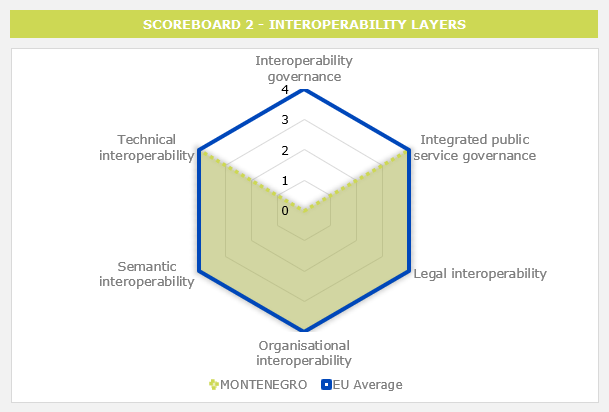 SCOREBOARD 2 - INTEROPERABILITY LAYERS
Interoperability
governance
4
3
2
1
0
Technical
interoperability
Integrated public
service governance
Semantic
interoperability
Legal interoperability
Organisational
interoperability
MONTENEGRO EU Average